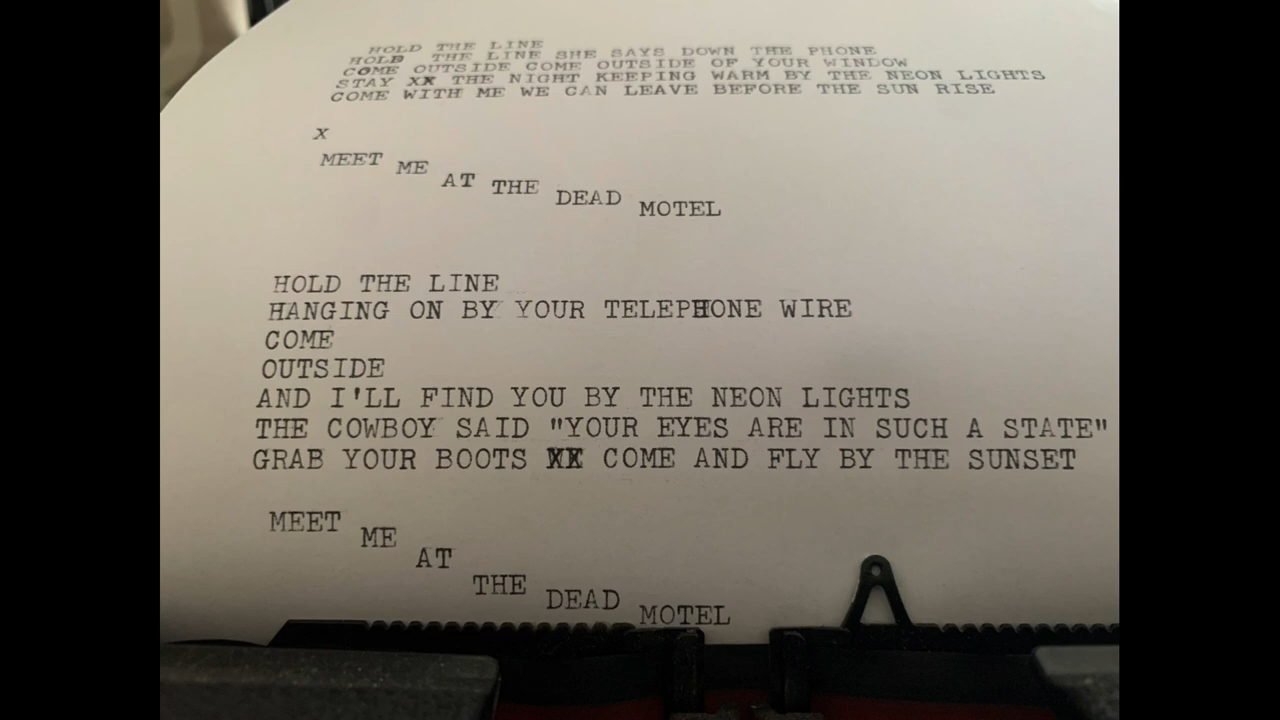 HOLD THE LINE
HOLD THE LINE SHE SAYS DOWN THE PHONE
COME OUTSIDE COME OUTSIDE OF YOUR WINDOW
STAY XX THE NIGHT KEEPING WARM BY THE NEON LIGHTS
COME WITH ME WE CAN LEAVE BEFORE THE SUN RISE
X
MEET ME AT THE DEAD MOTEL
HOLD THE LINE
HANGING ON BY YOUR TELEPHONE WIRE
COME
OUTSIDE
AND I'LL FIND YOU BY THE NEON LIGHTS
THE COWBOY SAID "YOUR EYES ARE IN SUCH A STATE"
GRAB YOUR BOOTS XX COME AND FLY BY THE SUNSET
MEET ME AT THE DEAD MOTEL